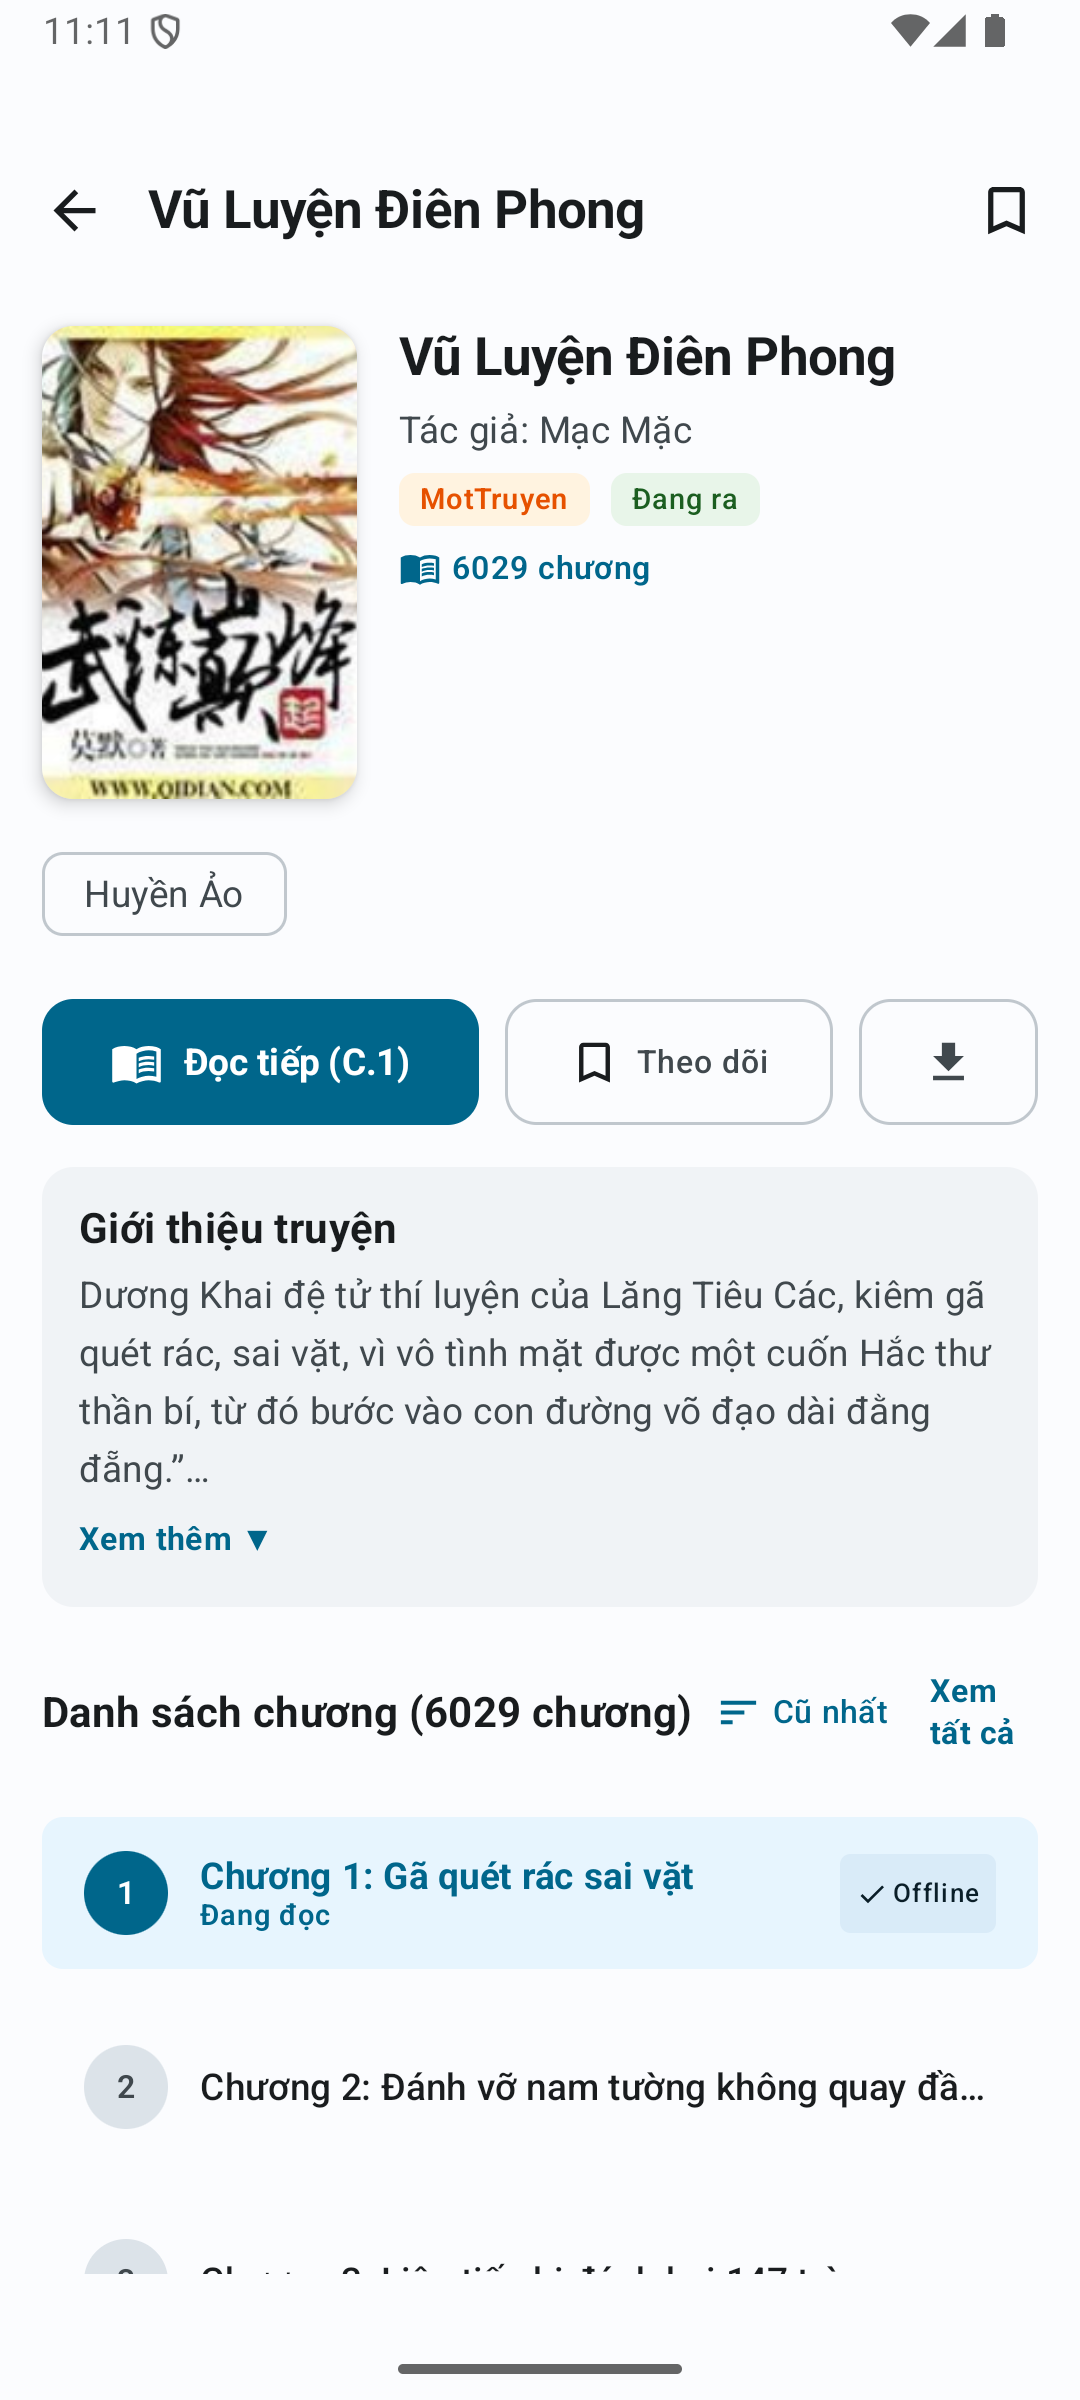 11:11
Vũ Luyện Điên Phong
武炼巅峰
莫默◎著
WWW.QIDIAN.COM
Vũ Luyện Điên Phong
Tác giả: Mạc Mặc
MotTruyen
Đang ra
6029 chương
Huyền Ảo
Đọc tiếp (C.1)
Theo dõi
Giới thiệu truyện
Dương Khai đệ tử thí luyện của Lăng Tiêu Các, kiêm gã
quét rác, sai vặt, vì vô tình mặt được một cuốn Hắc thư
thần bí, từ đó bước vào con đường võ đạo dài đằng
đẵng.”…
Xem thêm ▼
Danh sách chương (6029 chương)
Cũ nhất
Xem
tất cả
1
Chương 1: Gã quét rác sai vặt
Đang đọc
Offline
2
Chương 2: Đánh vỡ nam tường không quay đầ…